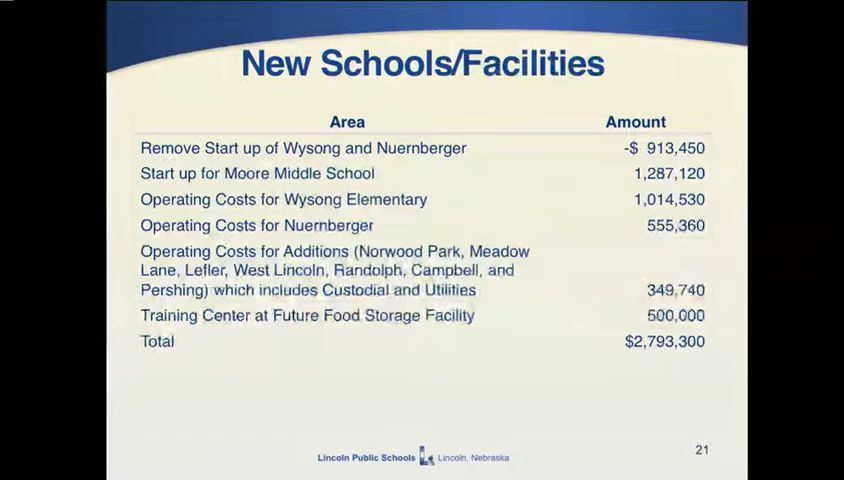 New Schools/Facilities
Area Amount
Remove Start up of Wysong and Nuernberger -$ 913,450
Start up for Moore Middle School 1,287,120
Operating Costs for Wysong Elementary 1,014,530
Operating Costs for Nuernberger 555,360
Operating Costs for Additions (Norwood Park, Meadow
Lane, Lefler, West Lincoln, Randolph, Campbell, and
Pershing) which includes Custodial and Utilities 349,740
Training Center at Future Food Storage Facility 500,000
Total $2,793,300
21
Lincoln Public Schools Lincoln, Nebraska